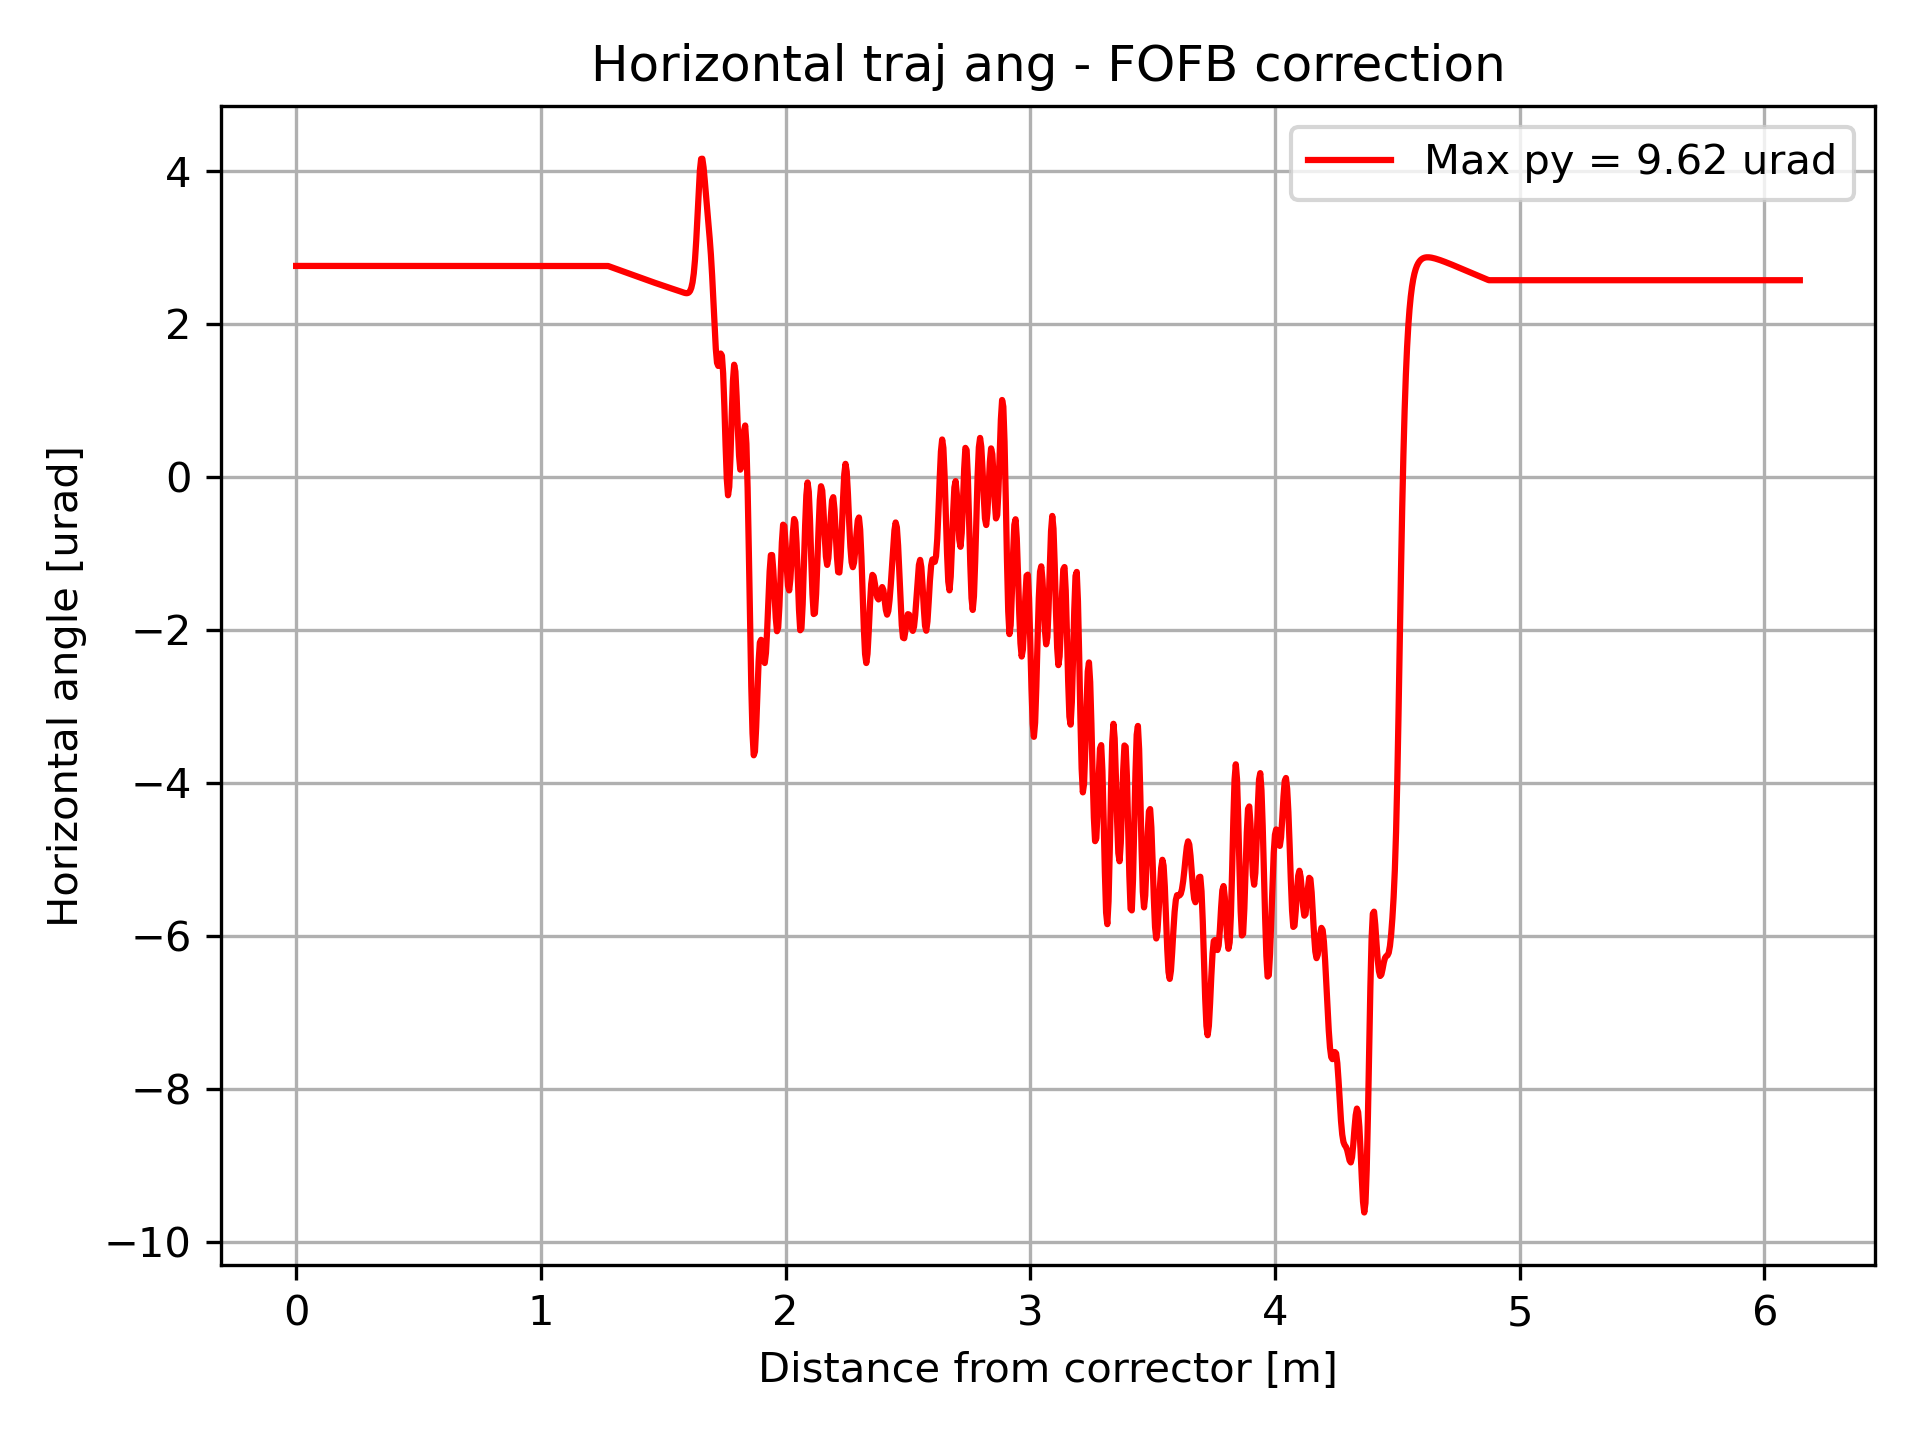 Horizontal traj ang - FOFB correction
Max py = 9.62 urad
4
2
0
−2
−4
−6
−8
−10
Horizontal angle [urad]
0 1 2 3 4 5 6
Distance from corrector [m]